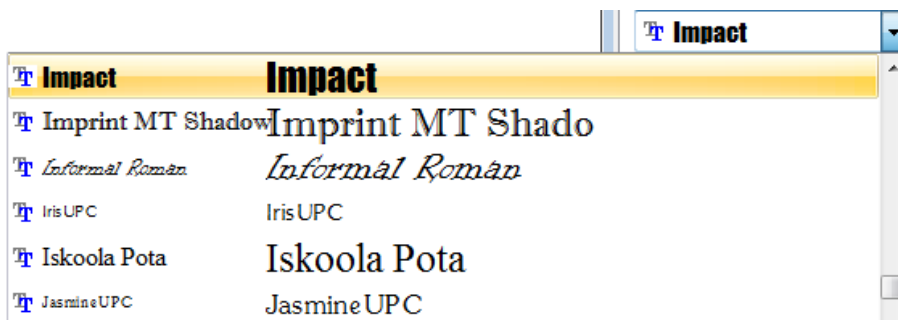 Impact
Impact Impact
Imprint MT Shadow Imprint MT Shado
Informal Roman Informal Roman
IrisUPC IrisUPC
Iskoola Pota Iskoola Pota
JasmineUPC JasmineUPC